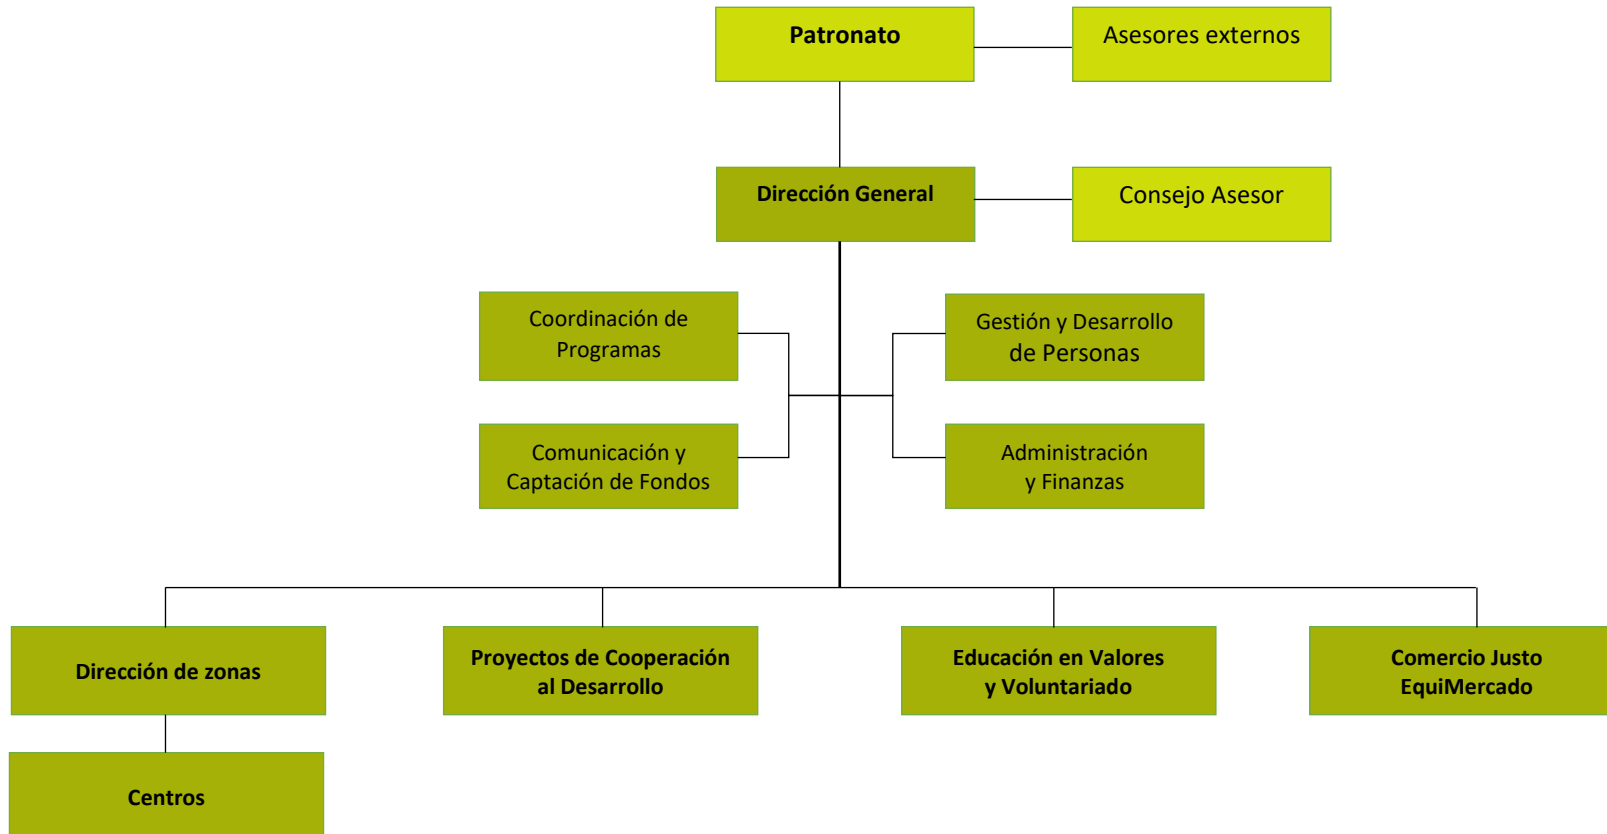 Patronato
Asesores externos
Dirección General
Consejo Asesor
Coordinación de
Programas
Gestión y Desarrollo
de Personas
Comunicación y
Captación de Fondos
Administración
y Finanzas
Dirección de zonas
Proyectos de Cooperación
al Desarrollo
Educación en Valores
y Voluntariado
Comercio Justo
EquiMercado
Centros